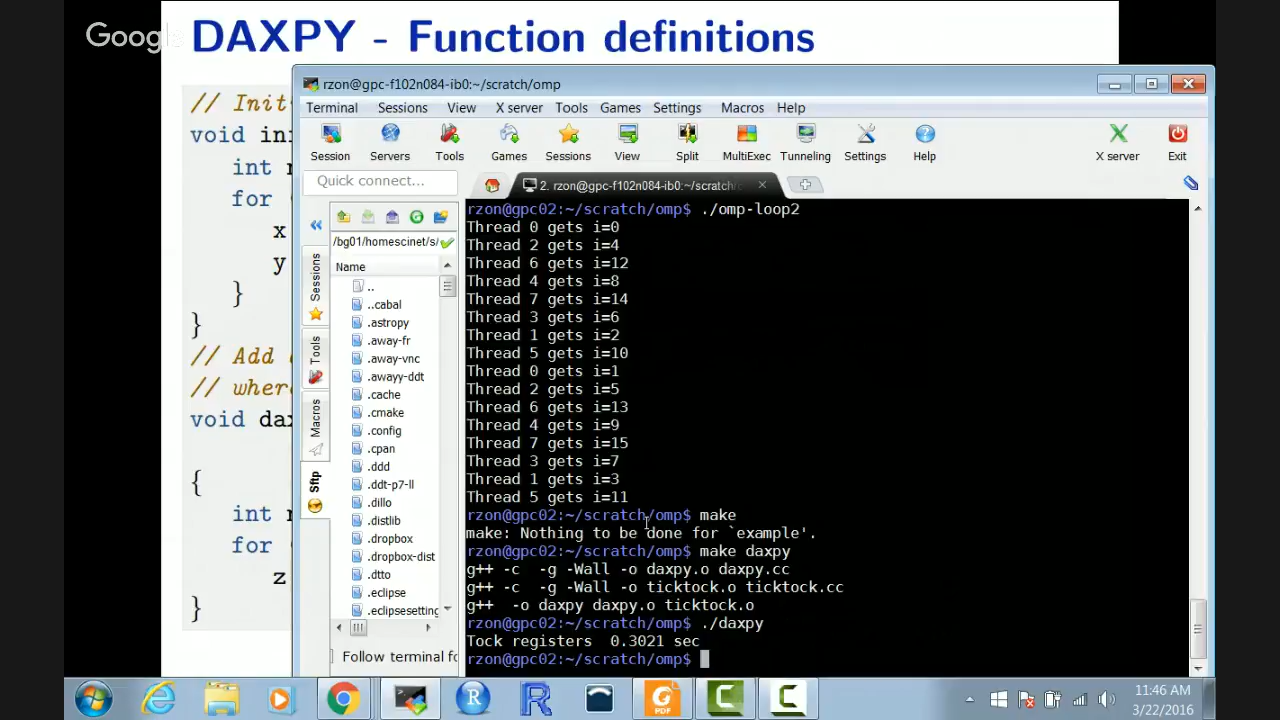 Google
DAXPY - Function definitions
// Init
void ini
int n
for (
x
y
}
}
// Add
// where
void dax
{
int n
for (
z
}
rzon@gpc-f102n084-ib0:~/scratch/omp
Terminal Sessions View X server Tools Games Settings Macros Help
Session Servers Tools Games Sessions View Split MultiExec Tunneling Settings Help X server Exit
Quick connect...
2. rzon@gpc-f102n084-ib0:~/scratch
/bg01/homescinet/s/
Name
..
..cabal
.astropy
.away-fr
.away-vnc
.awayy-ddt
.cache
.cmake
.config
.cpan
.ddd
.ddt-p7-ll
.dillo
.distlib
.dropbox
.dropbox-dist
.dtto
.eclipse
.eclipsesetting
Follow terminal fo
Sessions
Tools
Macros
Sftp
rzon@gpc02:~/scratch/omp$ ./omp-loop2
Thread 0 gets i=0
Thread 2 gets i=4
Thread 6 gets i=12
Thread 4 gets i=8
Thread 7 gets i=14
Thread 3 gets i=6
Thread 1 gets i=2
Thread 5 gets i=10
Thread 0 gets i=1
Thread 2 gets i=5
Thread 6 gets i=13
Thread 4 gets i=9
Thread 7 gets i=15
Thread 3 gets i=7
Thread 1 gets i=3
Thread 5 gets i=11
rzon@gpc02:~/scratch/omp$ make
make: Nothing to be done for `example'.
rzon@gpc02:~/scratch/omp$ make daxpy
g++ -c  -g -Wall -o daxpy.o daxpy.cc
g++ -c  -g -Wall -o ticktock.o ticktock.cc
g++  -o daxpy daxpy.o ticktock.o
rzon@gpc02:~/scratch/omp$ ./daxpy
Tock registers  0.3021 sec
rzon@gpc02:~/scratch/omp$
PDF
11:46 AM
3/22/2016